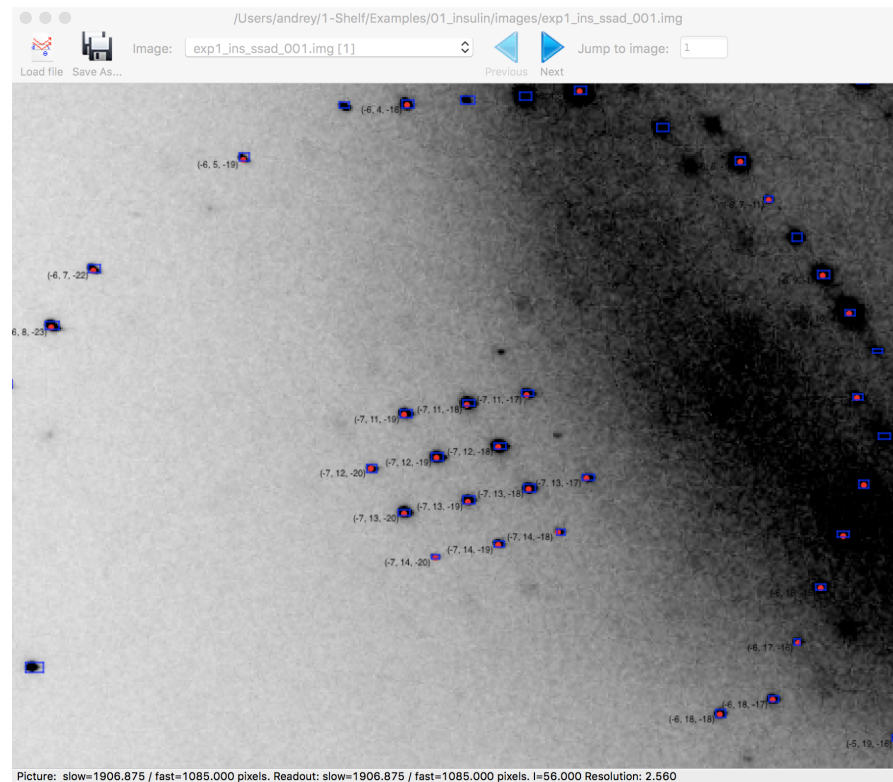 /Users/andrey/1-Shelf/Examples/01_insulin/images/exp1_ins_ssad_001.img
Image: exp1_ins_ssad_001.img [1] Jump to image: 1
Load file Save As... Previous Next
(-6, 4, -18)
(-6, 5, -19)
(-6, 7, -22)
6, 8, -23)
(-7, 11, -17)
(-7, 11, -18)
(-7, 11, -19)
(-7, 12, -18)
(-7, 12, -19)
(-7, 12, -20)
(-7, 13, -17)
(-7, 13, -18)
(-7, 13, -19)
(-7, 13, -20)
(-7, 14, -18)
(-7, 14, -19)
(-7, 14, -20)
(-6, 17, -16)
(-6, 18, -17)
(-6, 18, -18)
(-5, 19, -16)
Picture: slow=1906.875 / fast=1085.000 pixels. Readout: slow=1906.875 / fast=1085.000 pixels. I=56.000 Resolution: 2.560